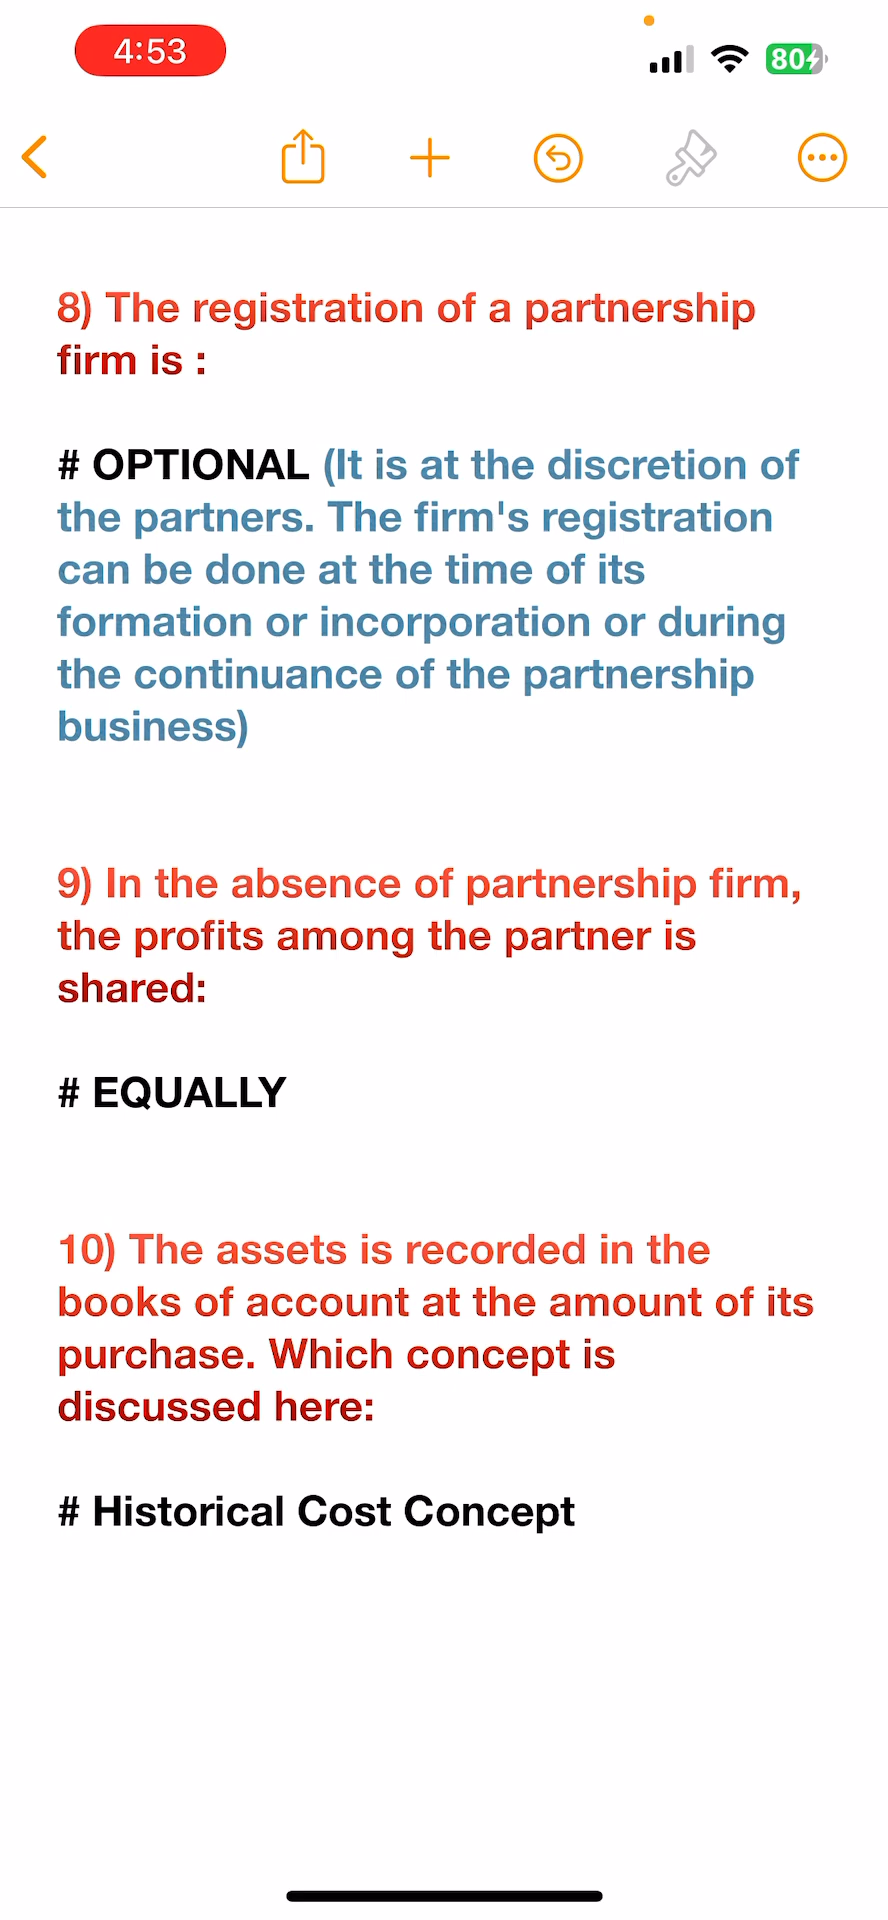 4:53
80
8) The registration of a partnership
firm is :
# OPTIONAL (It is at the discretion of
the partners. The firm's registration
can be done at the time of its
formation or incorporation or during
the continuance of the partnership
business)
9) In the absence of partnership firm,
the profits among the partner is
shared:
# EQUALLY
10) The assets is recorded in the
books of account at the amount of its
purchase. Which concept is
discussed here:
# Historical Cost Concept